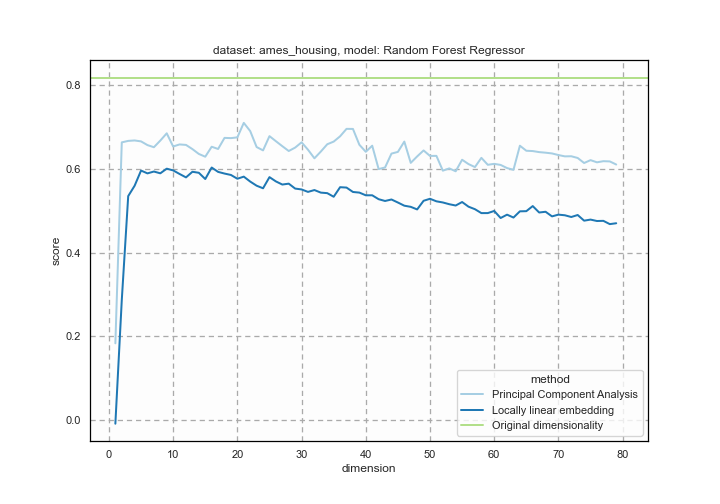 dataset: ames_housing, model: Random Forest Regressor
0.8
0.6
0.4
0.2
0.0
score
0 10 20 30 40 50 60 70 80
dimension
method
Principal Component Analysis
Locally linear embedding
Original dimensionality